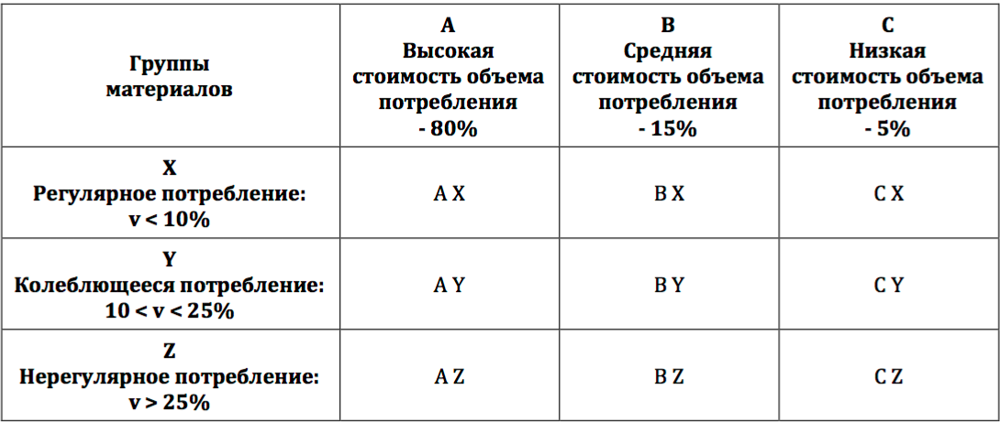 Группы
материалов
A
Высокая
стоимость объема
потребления
- 80%
B
Средняя
стоимость объема
потребления
- 15%
C
Низкая
стоимость объема
потребления
- 5%
X
Регулярное потребление:
v < 10%
A X
B X
C X
Y
Колеблющееся потребление:
10 < v < 25%
A Y
B Y
C Y
Z
Нерегулярное потребление:
v > 25%
A Z
B Z
C Z